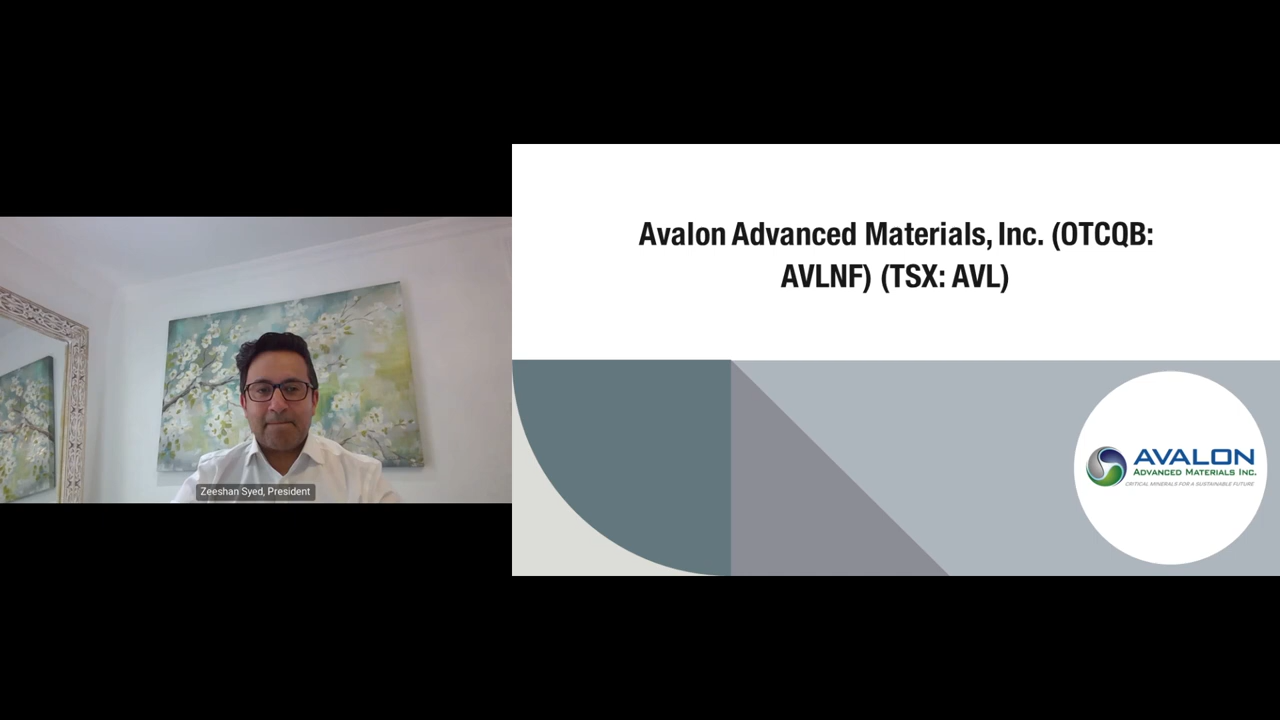 Avalon Advanced Materials, Inc. (OTCQB:
AVLNF) (TSX: AVL)
AVALON
ADVANCED MATERIALS INC.
CRITICAL MINERALS FOR A SUSTAINABLE FUTURE
Zeeshan Syed, President